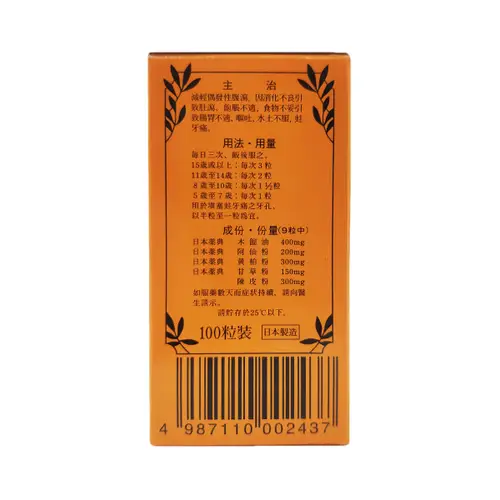 主治
減輕偶發性腹瀉, 因消化不良引
致肚瀉、飽脹不適, 食物不妥引
致腸胃不適, 嘔吐, 水土不服, 蛀
牙痛。
用法・用量
每日三次、飯後服之。
15歲或以上:每次3粒
11歲至14歲:每次2粒
8歲至10歲:每次1½粒
5歲至7歲:每次1粒
用於填塞蛀牙痛之牙孔,
以半粒至一粒爲宜。
成份・份量(9粒中)
日本薬典 木餾油 400mg
日本薬典 阿仙粉 200mg
日本薬典 黃柏粉 300mg
日本薬典 甘草粉 150mg
陳皮粉 300mg
如服藥數天而症狀持續, 請向醫
生請示。
請貯存於25℃以下。
100粒裝 日本製造
4 987110 002437